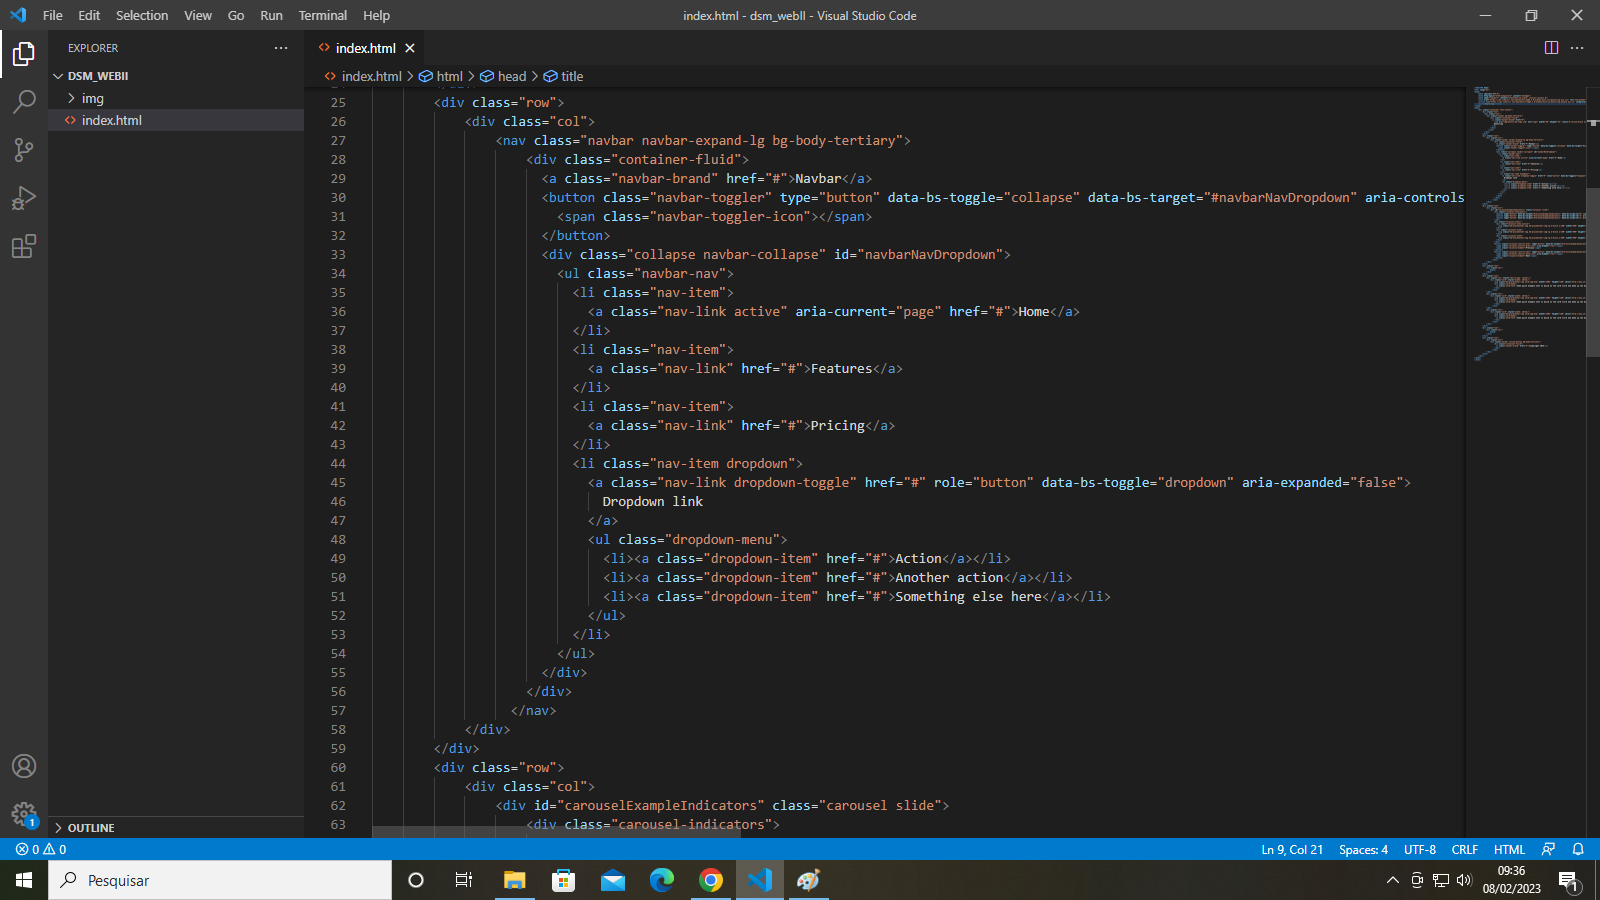 File Edit Selection View Go Run Terminal Help
index.html - dsm_webII - Visual Studio Code
EXPLORER
DSM_WEBII
img
index.html
OUTLINE
index.html
index.html > html > head > title
25 <div class="row">
26 <div class="col">
27 <nav class="navbar navbar-expand-lg bg-body-tertiary">
28 <div class="container-fluid">
29 <a class="navbar-brand" href="#">Navbar</a>
30 <button class="navbar-toggler" type="button" data-bs-toggle="collapse" data-bs-target="#navbarNavDropdown" aria-controls
31 <span class="navbar-toggler-icon"></span>
32 </button>
33 <div class="collapse navbar-collapse" id="navbarNavDropdown">
34 <ul class="navbar-nav">
35 <li class="nav-item">
36 <a class="nav-link active" aria-current="page" href="#">Home</a>
37 </li>
38 <li class="nav-item">
39 <a class="nav-link" href="#">Features</a>
40 </li>
41 <li class="nav-item">
42 <a class="nav-link" href="#">Pricing</a>
43 </li>
44 <li class="nav-item dropdown">
45 <a class="nav-link dropdown-toggle" href="#" role="button" data-bs-toggle="dropdown" aria-expanded="false">
46 Dropdown link
47 </a>
48 <ul class="dropdown-menu">
49 <li><a class="dropdown-item" href="#">Action</a></li>
50 <li><a class="dropdown-item" href="#">Another action</a></li>
51 <li><a class="dropdown-item" href="#">Something else here</a></li>
52 </ul>
53 </li>
54 </ul>
55 </div>
56 </div>
57 </nav>
58 </div>
59 </div>
60 <div class="row">
61 <div class="col">
62 <div id="carouselExampleIndicators" class="carousel slide">
63 <div class="carousel-indicators">
1
0 0
Ln 9, Col 21 Spaces: 4 UTF-8 CRLF HTML
Pesquisar
09:36
08/02/2023
1